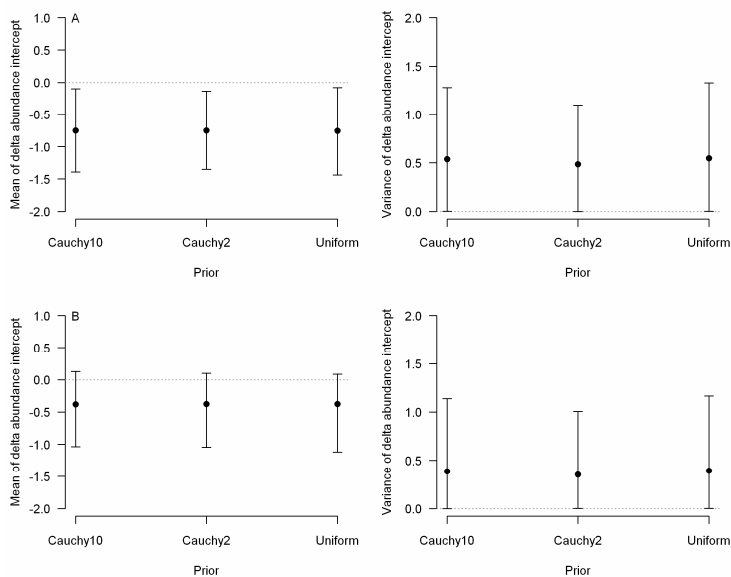 A
Mean of delta abundance intercept
1.0
0.5
0.0
-0.5
-1.0
-1.5
-2.0
Cauchy10 Cauchy2 Uniform
Prior
Variance of delta abundance intercept
2.0
1.5
1.0
0.5
0.0
Cauchy10 Cauchy2 Uniform
Prior
B
Mean of delta abundance intercept
1.0
0.5
0.0
-0.5
-1.0
-1.5
-2.0
Cauchy10 Cauchy2 Uniform
Prior
Variance of delta abundance intercept
2.0
1.5
1.0
0.5
0.0
Cauchy10 Cauchy2 Uniform
Prior